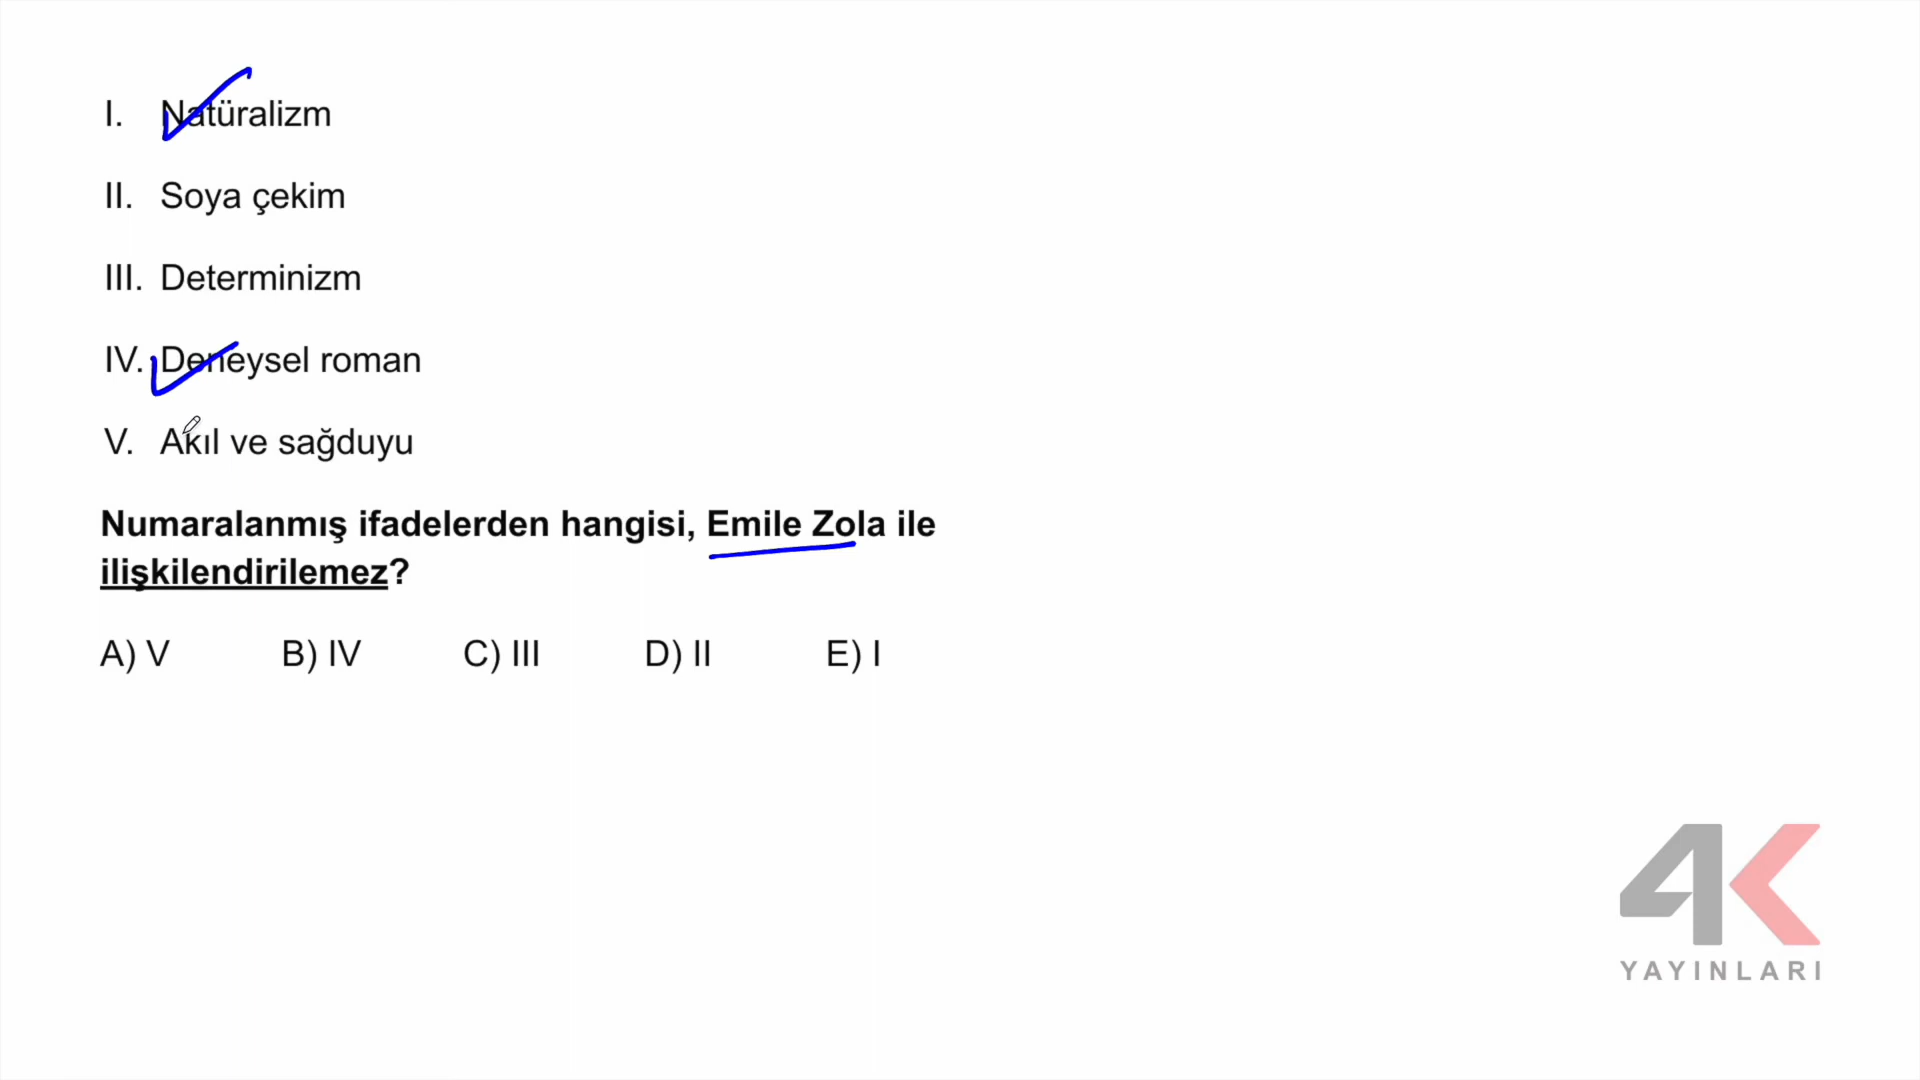 I. Natüralizm
II. Soya çekim
III. Determinizm
IV. Deneysel roman
V. Akıl ve sağduyu
Numaralanmış ifadelerden hangisi, Emile Zola ile
ilişkilendirilemez?
A) V B) IV C) III D) II E) I
4K
YAYINLARI